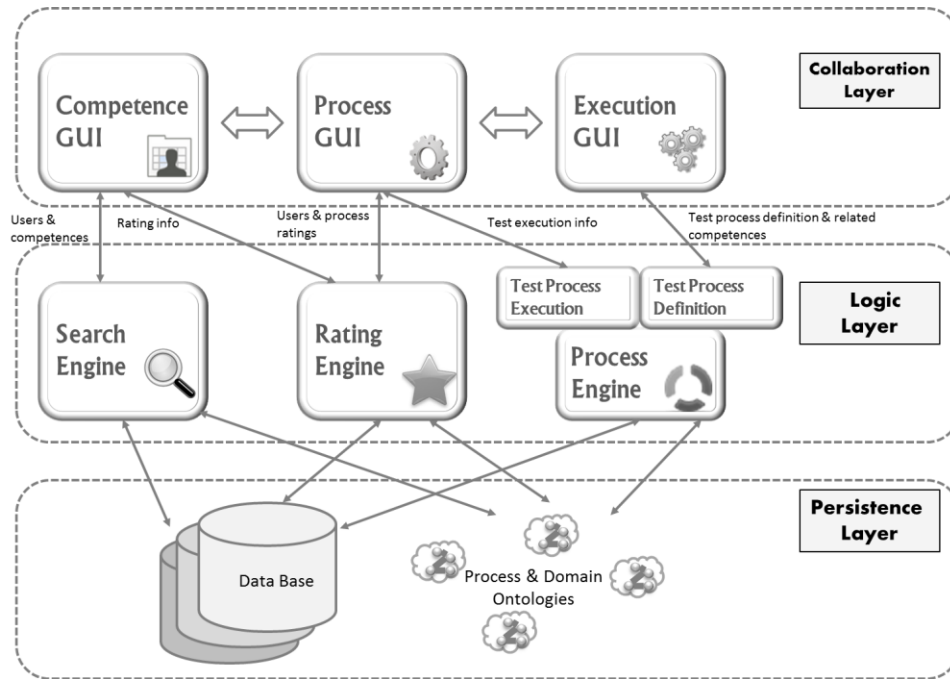 Competence
GUI
Process
GUI
Execution
GUI
Collaboration
Layer
Users &
competences
Rating info
Users & process
ratings
Test execution info
Test process definition & related
competences
Search
Engine
Rating
Engine
Test Process
Execution
Test Process
Definition
Process
Engine
Logic
Layer
Data Base
Process & Domain
Ontologies
Persistence
Layer